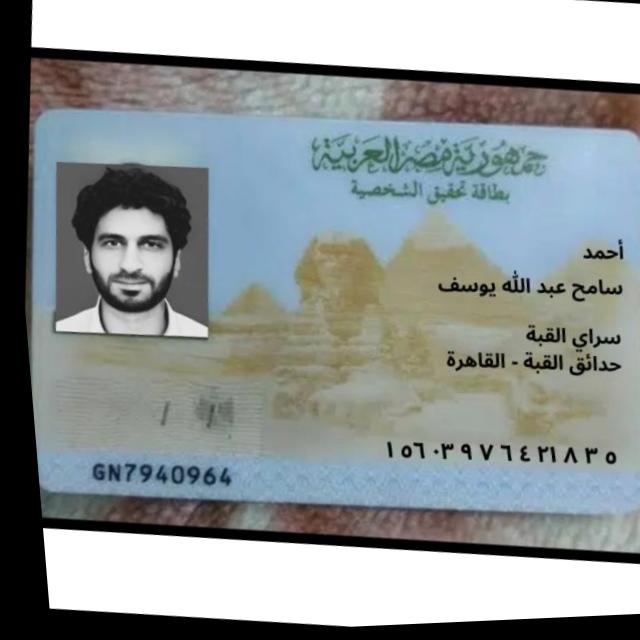 جمهورية مصر العربية
بطاقة تحقيق الشخصية
أحمد
سامح عبد الله يوسف
سراي القبة
حدائق القبة - القاهرة
١٥٦٠٣٩٧٦٤٢١٨٣٥
GN7940964